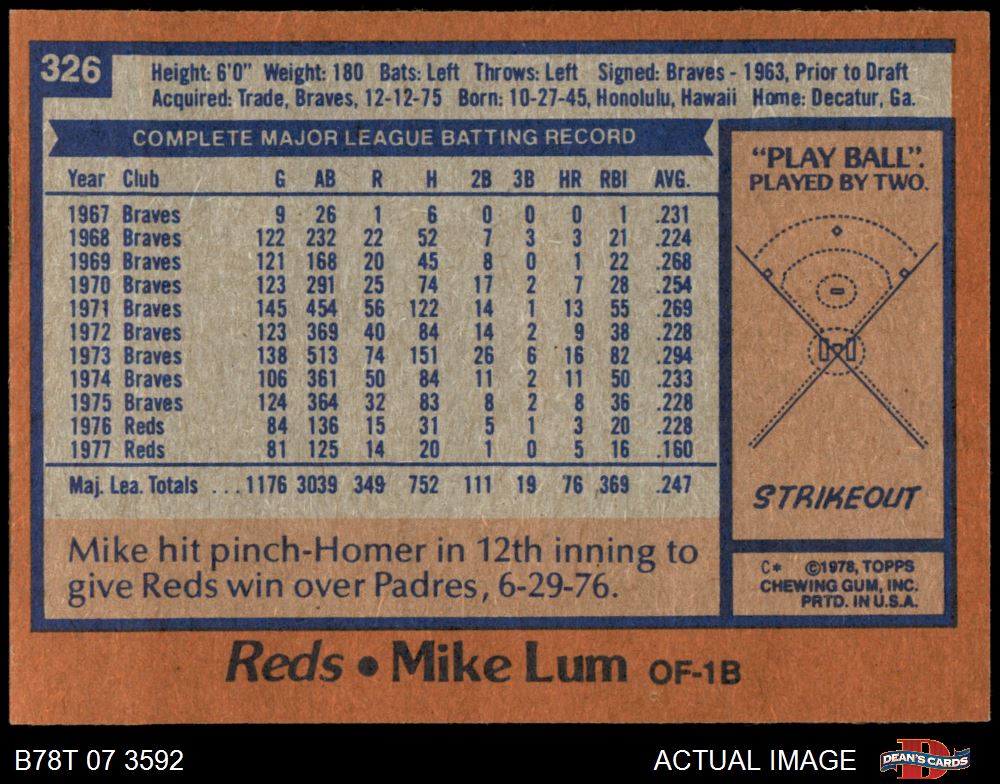 326
Height: 6'0" Weight: 180 Bats: Left Throws: Left Signed: Braves - 1963, Prior to Draft
Acquired: Trade, Braves, 12-12-75 Born: 10-27-45, Honolulu, Hawaii Home: Decatur, Ga.
COMPLETE MAJOR LEAGUE BATTING RECORD
Year Club G AB R H 2B 3B HR RBI AVG.
1967 Braves 9 26 1 6 0 0 0 1 .231
1968 Braves 122 232 22 52 7 3 3 21 .224
1969 Braves 121 168 20 45 8 0 1 22 .268
1970 Braves 123 291 25 74 17 2 7 28 .254
1971 Braves 145 454 56 122 14 1 13 55 .269
1972 Braves 123 369 40 84 14 2 9 38 .228
1973 Braves 138 513 74 151 26 6 16 82 .294
1974 Braves 106 361 50 84 11 2 11 50 .233
1975 Braves 124 364 32 83 8 2 8 36 .228
1976 Reds 84 136 15 31 5 1 3 20 .228
1977 Reds 81 125 14 20 1 0 5 16 .160
Maj. Lea. Totals ... 1176 3039 349 752 111 19 76 369 .247
Mike hit pinch-Homer in 12th inning to
give Reds win over Padres, 6-29-76.
"PLAY BALL".
PLAYED BY TWO.
STRIKEOUT
C* ©1978, TOPPS
CHEWING GUM, INC.
PRTD. IN U.S.A.
Reds • Mike Lum OF-1B
B78T 07 3592
ACTUAL IMAGE
D
DEAN'S CARDS